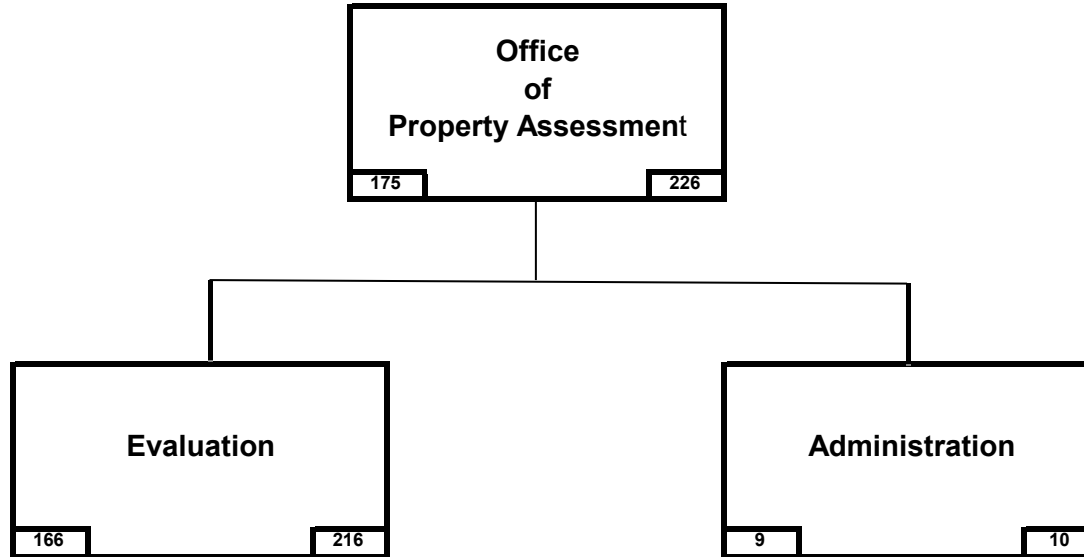 Office
of
Property Assessment
175 226
Evaluation
Administration
166 216
9 10